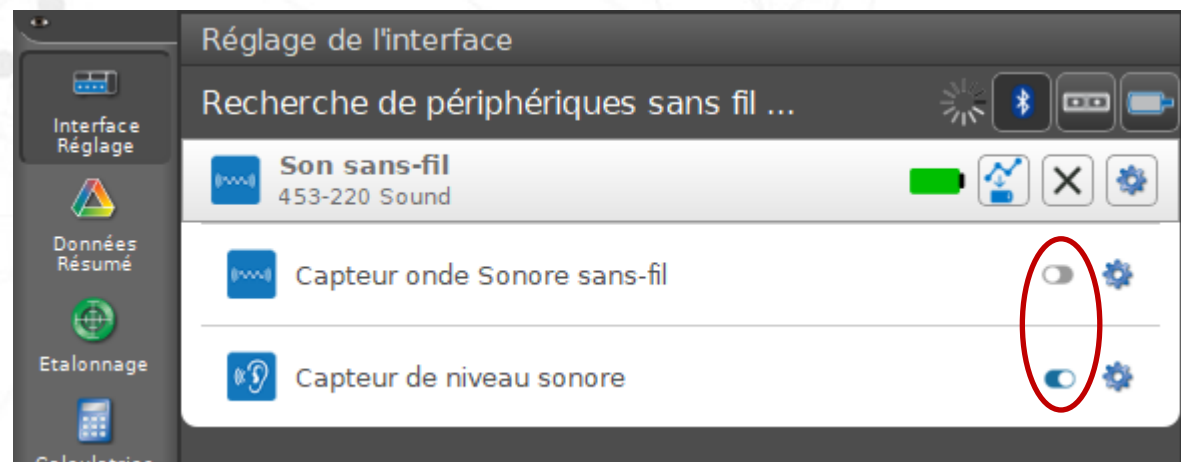 Réglage de l'interface
Interface
Réglage
Recherche de périphériques sans fil ...
Son sans-fil
453-220 Sound
Données
Résumé
Capteur onde Sonore sans-fil
Etalonnage
Capteur de niveau sonore